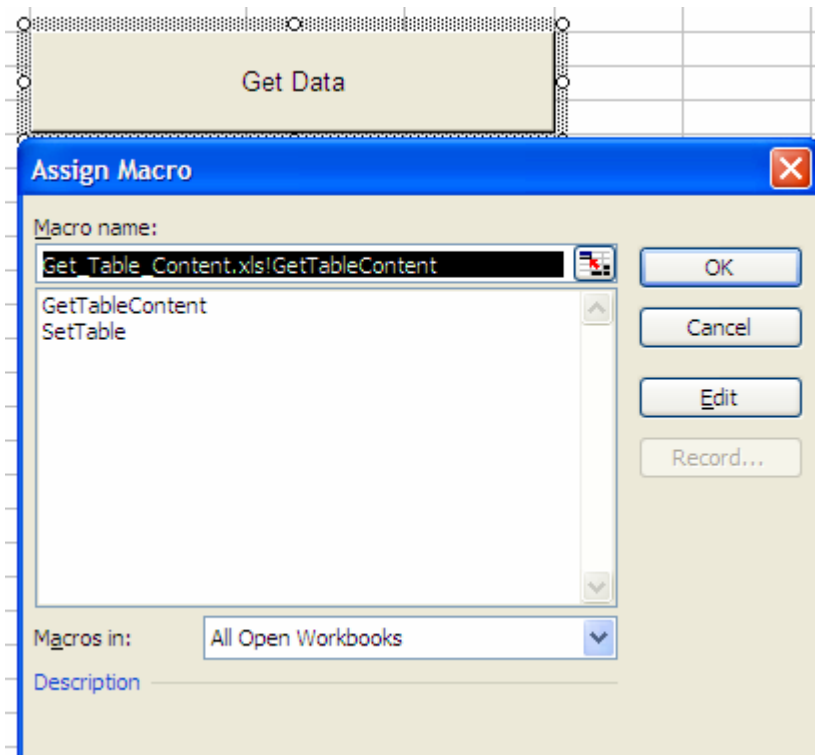 Get Data
Assign Macro
Macro name:
Get_Table_Content.xls!GetTableContent
OK
GetTableContent
SetTable
Cancel
Edit
Record...
Macros in: All Open Workbooks
Description